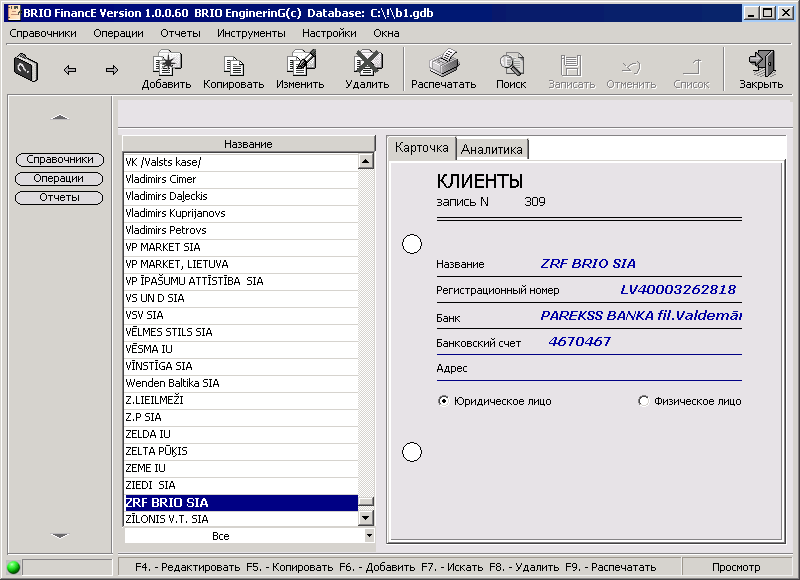 BRIO FinancE Version 1.0.0.60 BRIO EnginerinG(c) Database: C:\!\b1.gdb
Справочники Операции Отчеты Инструменты Настройки Окна
Добавить Копировать Изменить Удалить Распечатать Поиск Записать Отменить Список Закрыть
Справочники
Операции
Отчеты
Название
VK /Valsts kase/
Vladimirs Cimer
Vladimirs Daļeckis
Vladimirs Kuprijanovs
Vladimirs Petrovs
VP MARKET SIA
VP MARKET, LIETUVA
VP ĪPAŠUMU ATTĪSTĪBA SIA
VS UN D SIA
VSV SIA
VĒLMES STILS SIA
VĒSMA IU
VĪNSTĪGA SIA
Wenden Baltika SIA
Z.LIEILMEŽI
Z.P SIA
ZELDA IU
ZELTA PŪĶIS
ZEME IU
ZIEDI SIA
ZRF BRIO SIA
ZĪLONIS V.T. SIA
Все
Карточка Аналитика
КЛИЕНТЫ
запись N 309
Название ZRF BRIO SIA
Регистрационный номер LV40003262818
Банк PAREKSS BANKA fil.Valdemār
Банковский счет 4670467
Адрес
Юридическое лицо Физическое лицо
F4. - Редактировать F5. - Копировать F6. - Добавить F7. - Искать F8. - Удалить F9. - Распечатать Просмотр